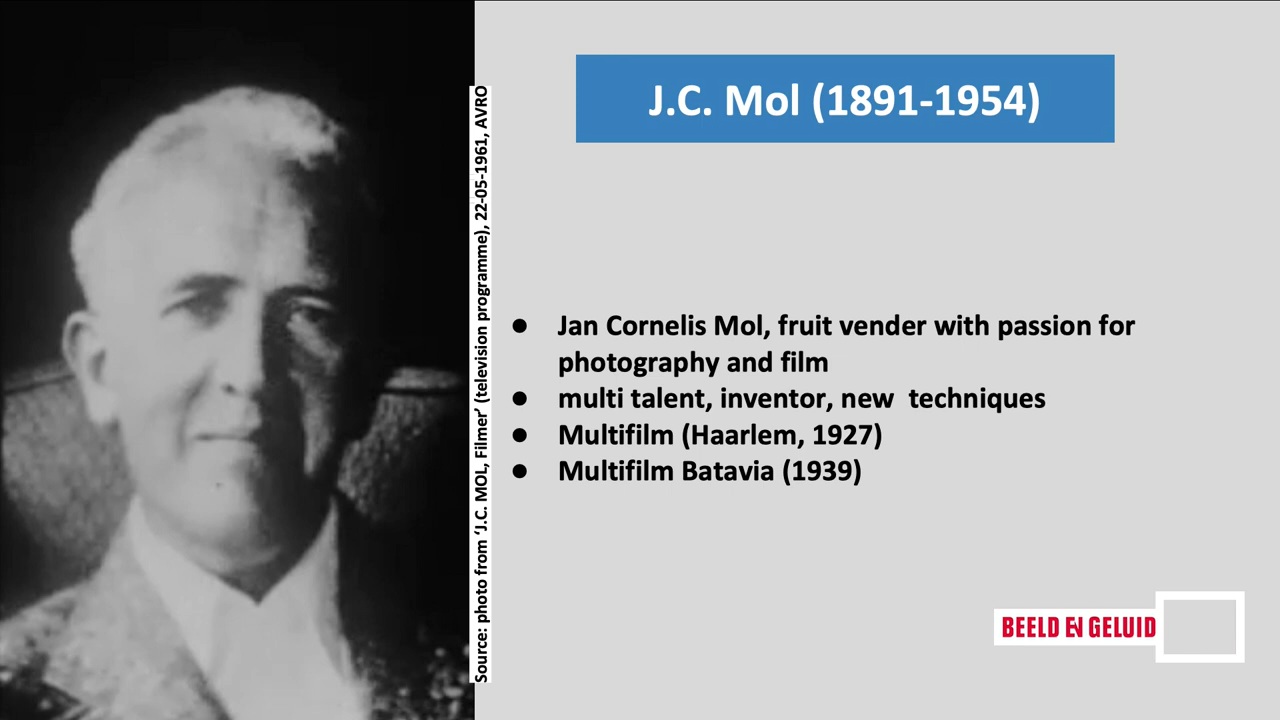 J.C. Mol (1891-1954)
Source: photo from ‘J.C. MOL, Filmer’ (television programme), 22-05-1961, AVRO
● Jan Cornelis Mol, fruit vender with passion for
photography and film
● multi talent, inventor, new  techniques
● Multifilm (Haarlem, 1927)
● Multifilm Batavia (1939)
BEELD EN GELUID